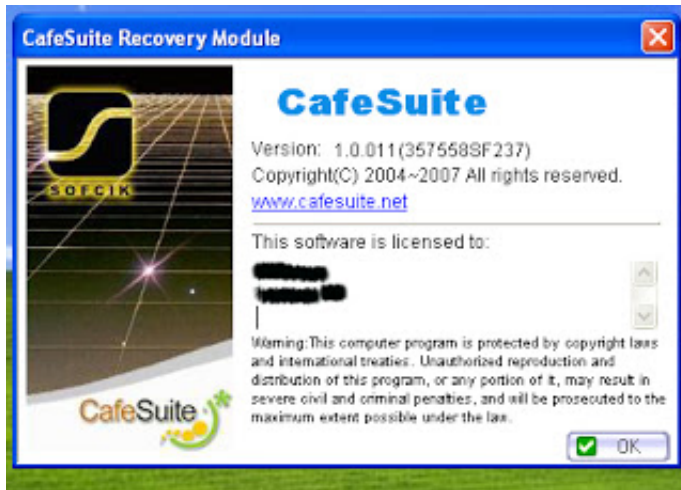 CafeSuite Recovery Module
SOFCIK
CafeSuite
Version: 1.0.011(357558SF237)
Copyright(C) 2004~2007 All rights reserved.
www.cafesuite.net
This software is licensed to:
Warning:This computer program is protected by copyright laws
and international treaties. Unauthorized reproduction and
distribution of this program, or any portion of it, may result in
severe civil and criminal penalties, and will be prosecuted to the
maximum extent possible under the law.
CafeSuite
OK